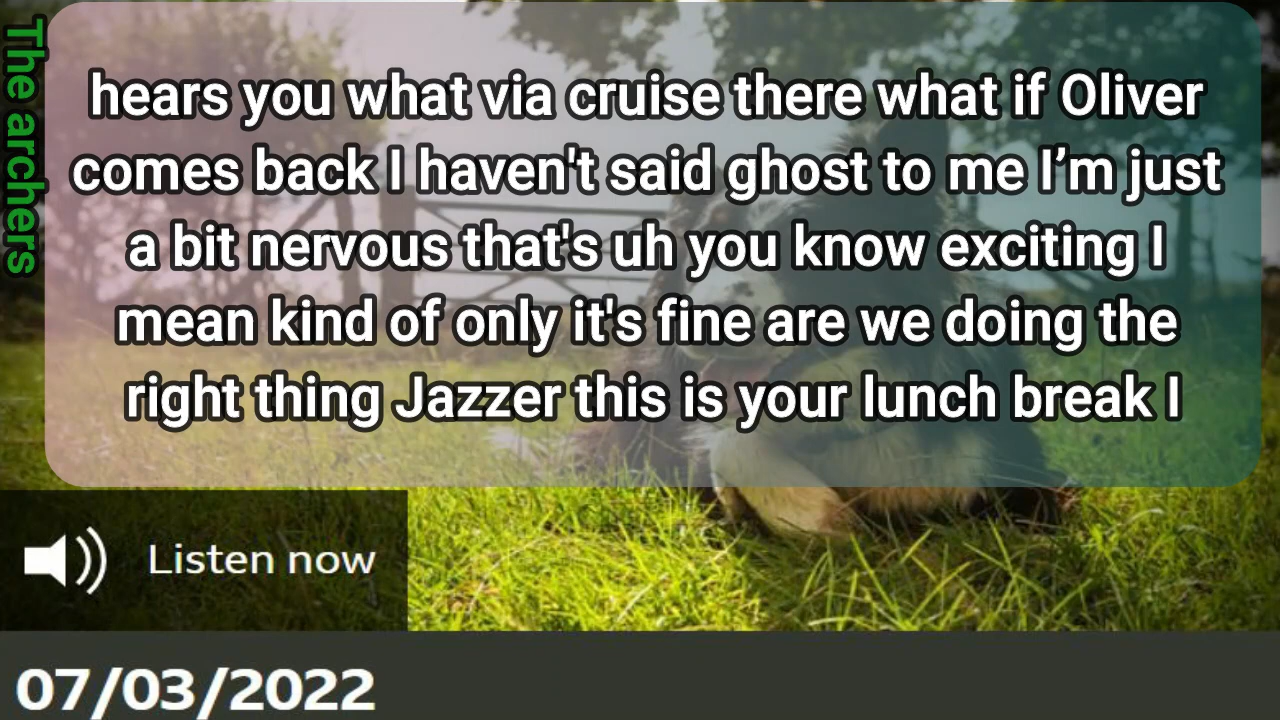 The archers
hears you what via cruise there what if Oliver
comes back I haven't said ghost to me I’m just
a bit nervous that's uh you know exciting I
mean kind of only it's fine are we doing the
right thing Jazzer this is your lunch break I
Listen now
07/03/2022